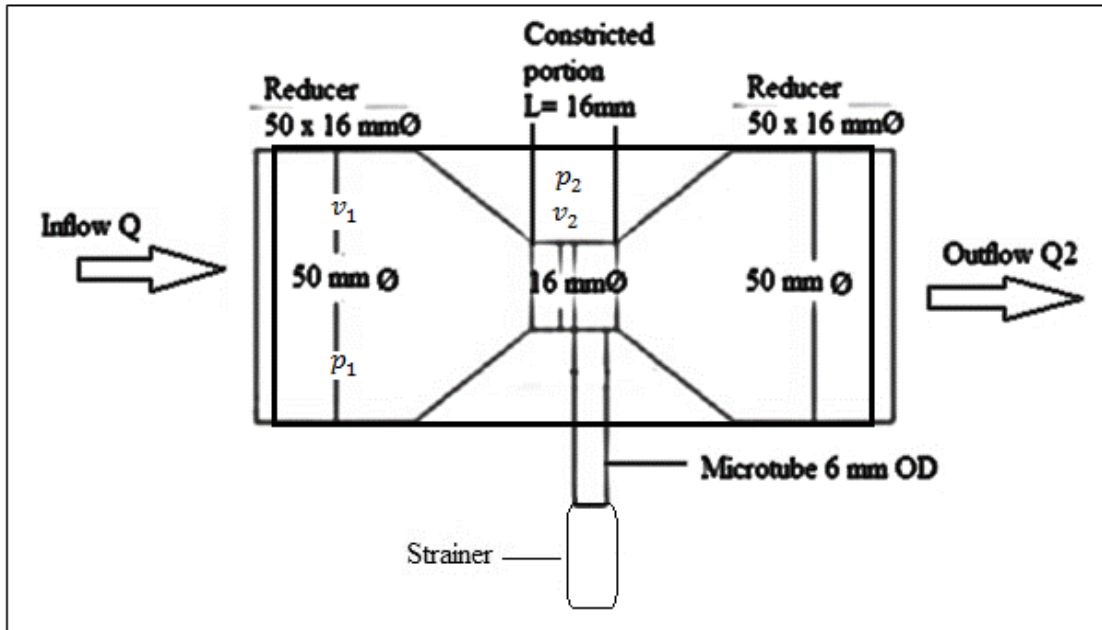 Constricted
portion
L= 16mm
Reducer
50 x 16 mmØ
Reducer
50 x 16 mmØ
p₂
v₂
v₁
Inflow Q
50 mm Ø
16 mmØ
50 mm Ø
Outflow Q2
p₁
Microtube 6 mm OD
Strainer